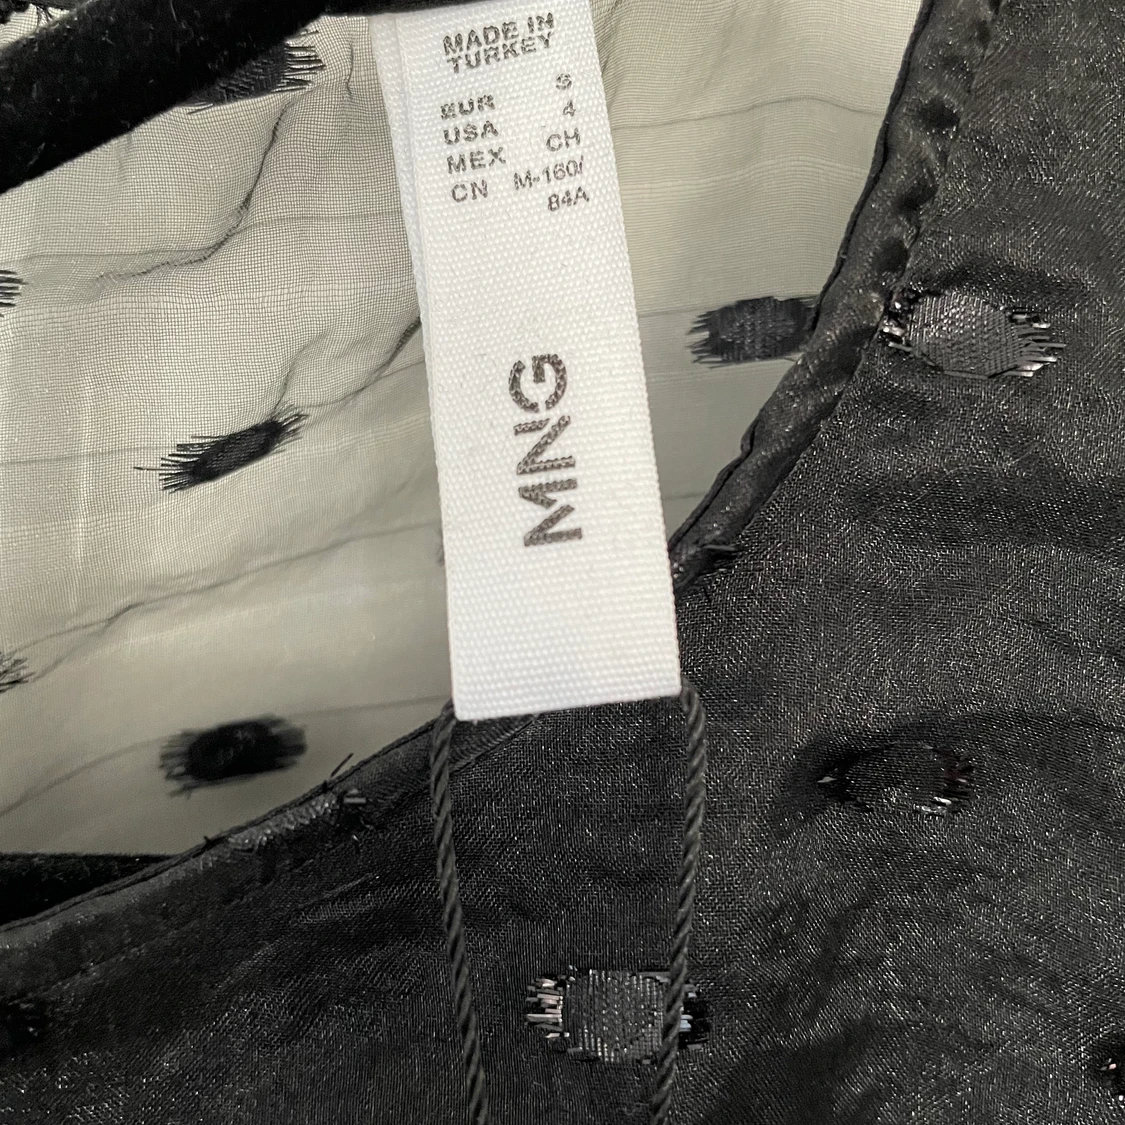 MADE IN
TURKEY
EUR S
USA 4
MEX CH
CN M-160/
84A
MNG